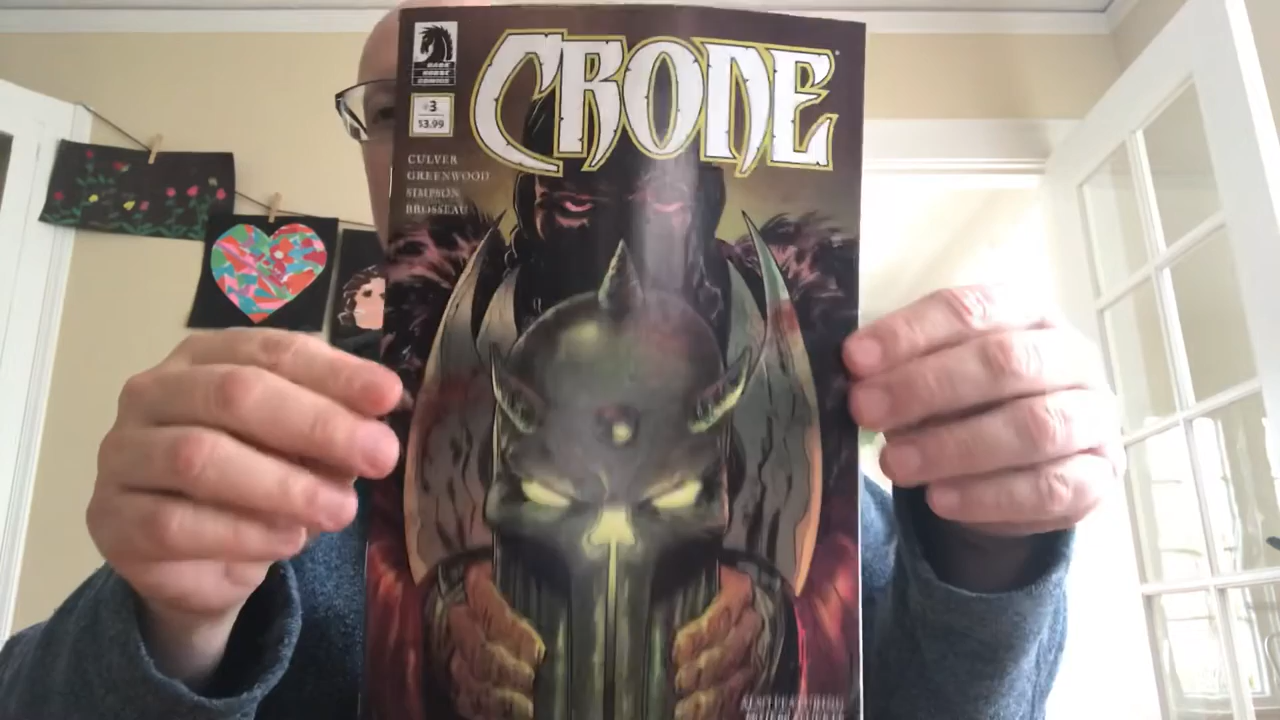 CRONE
DARK
HORSE
COMICS
#3
$3.99
CULVER
GREENWOOD
SIMPSON
BROSSEAU